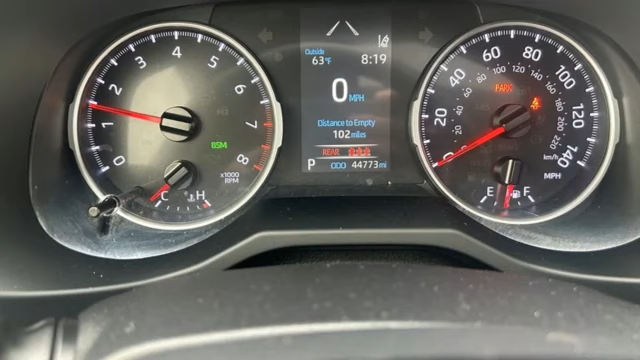 0 1 2 3 4 5 6 7 8
x1000
RPM
BSM
C H
Outside
63°F 8:19
0 MPH
Distance to Empty
102 miles
REAR
P ODO 44773 mi
20 40 60 80 100 120 140
MPH
20 40 60 80 100 120 140 160 180 200 220
km/h
PARK
E F